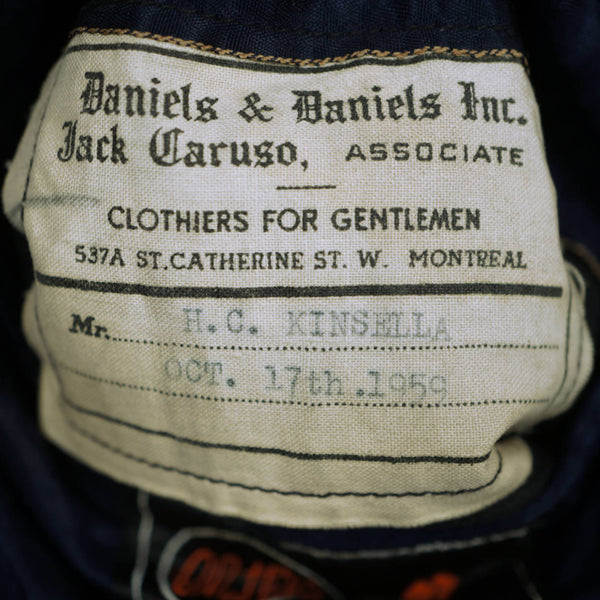 Daniels & Daniels Inc.
Jack Caruso, ASSOCIATE
CLOTHIERS FOR GENTLEMEN
537A ST. CATHERINE ST. W. MONTREAL
Mr. H.C. KINSELLA
OCT. 17th.1959